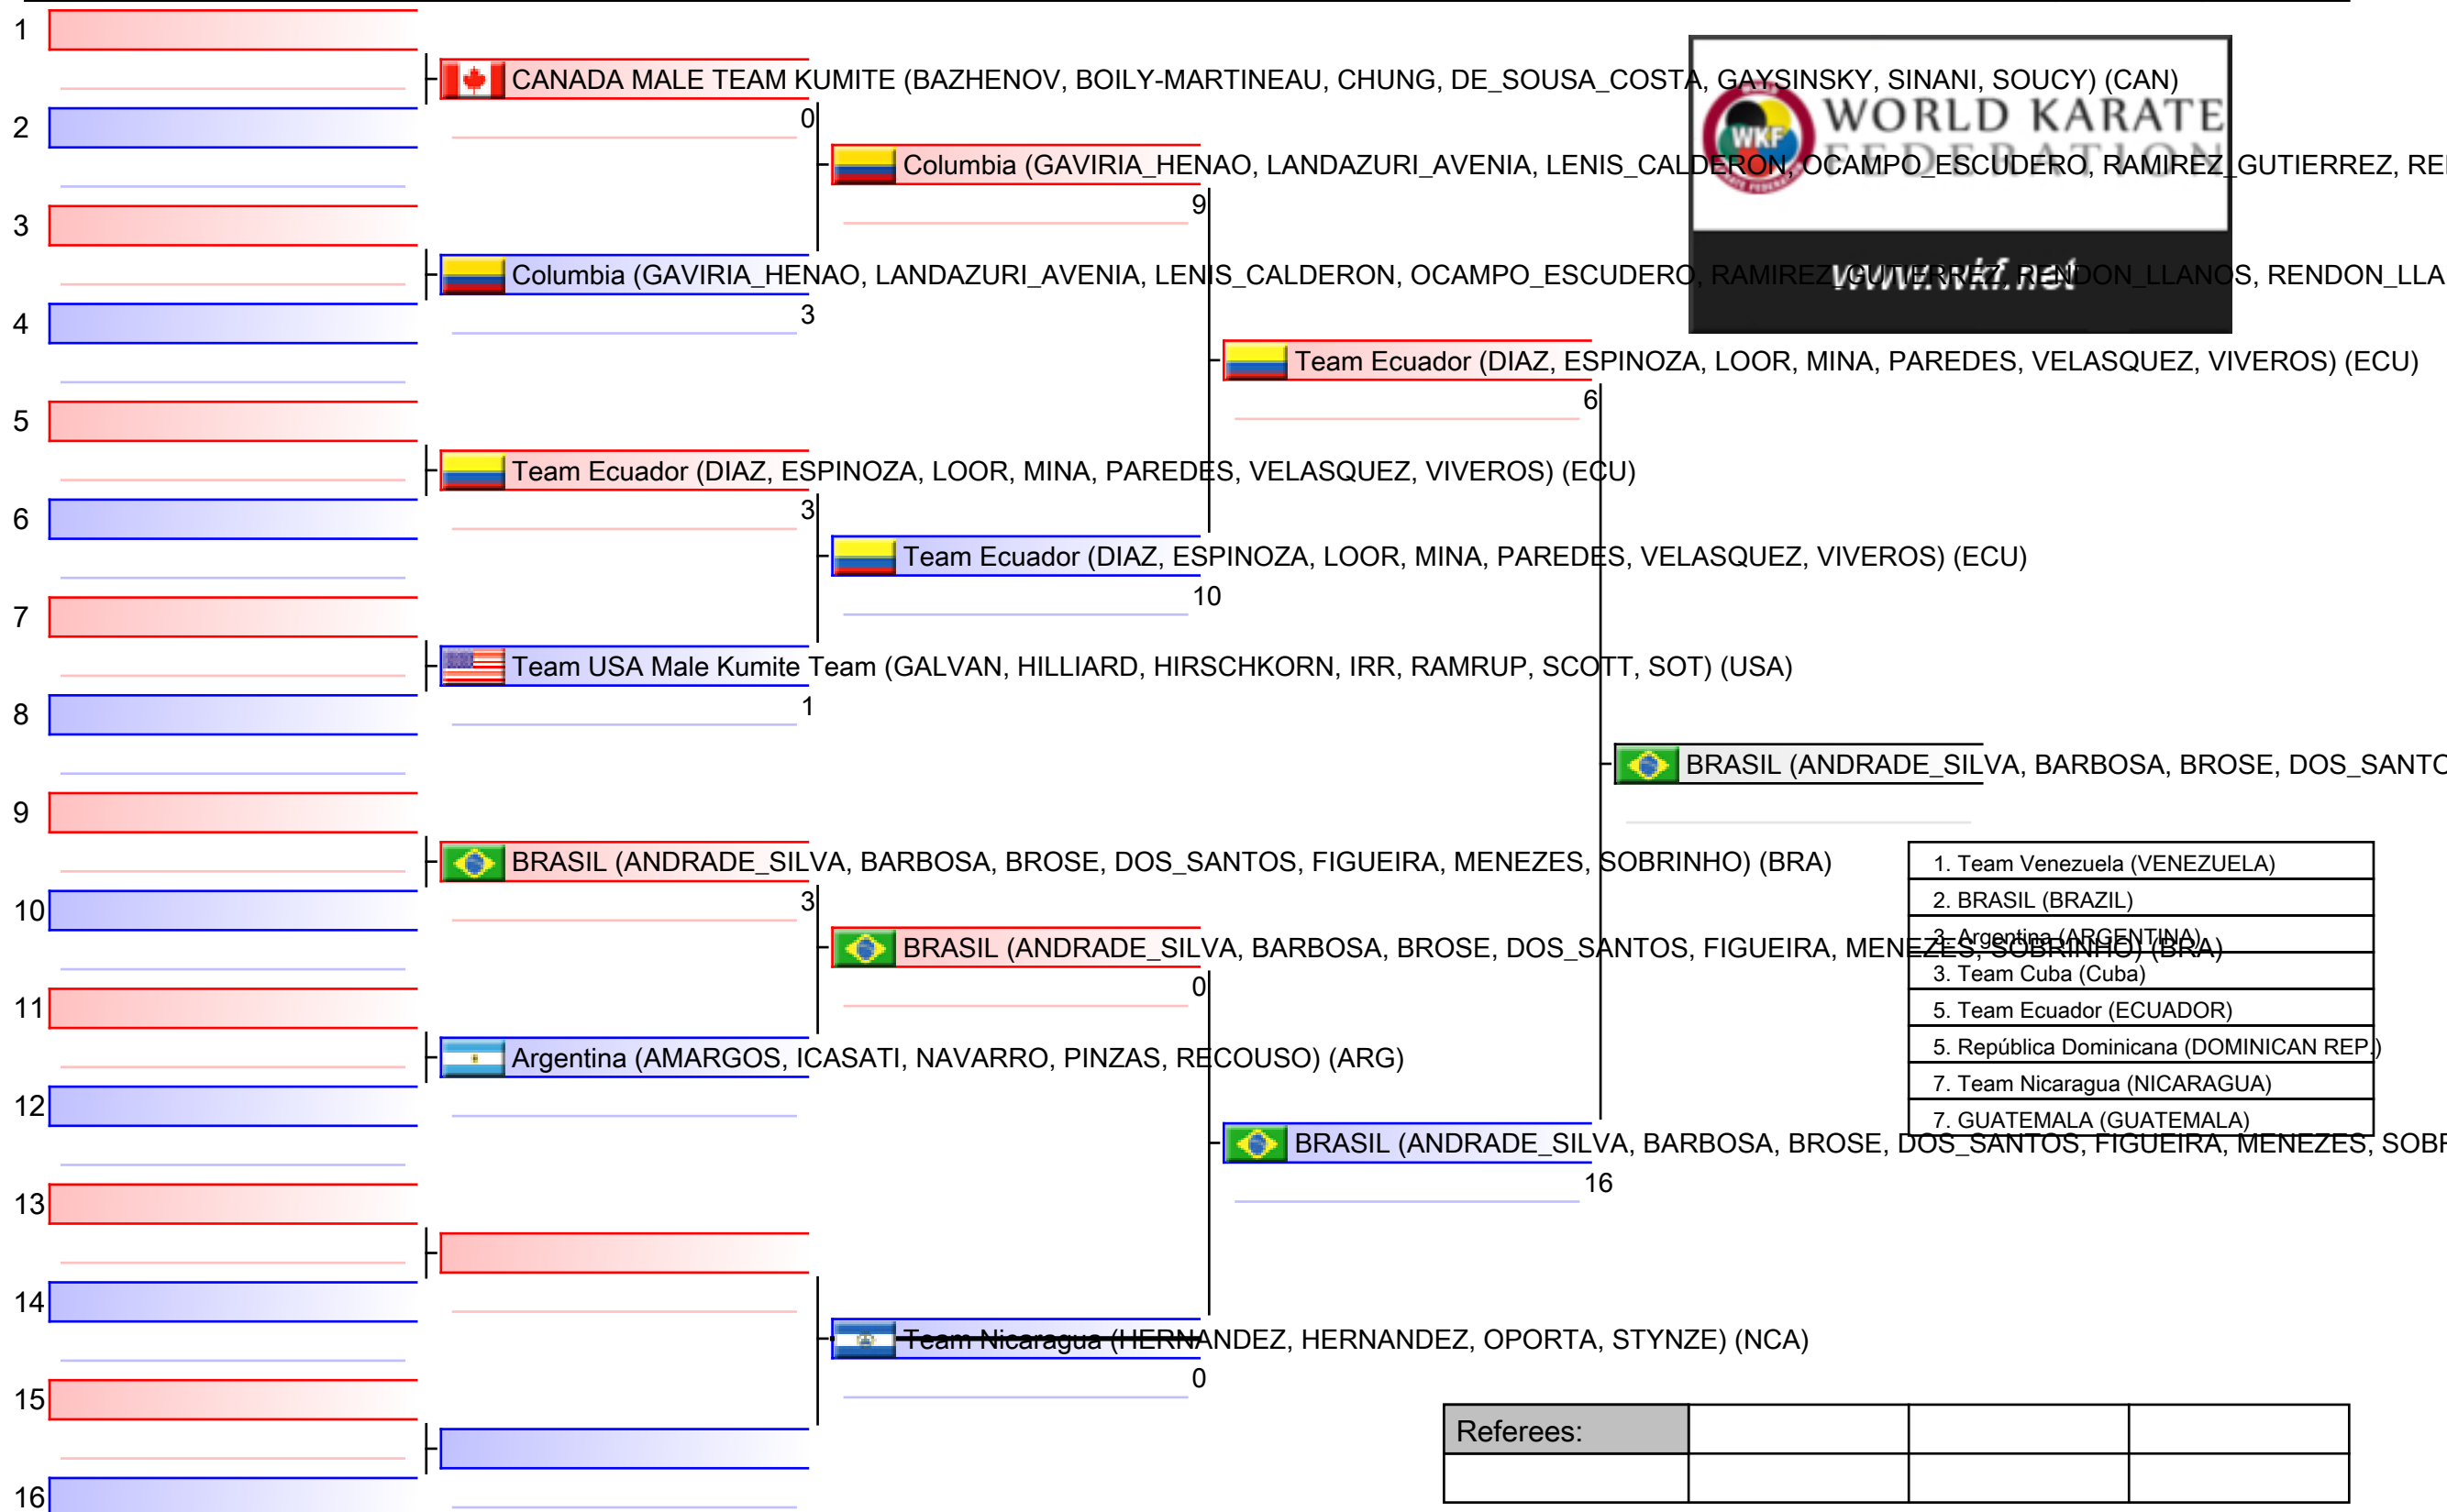 1
CANADA MALE TEAM KUMITE (BAZHENOV, BOILY-MARTINEAU, CHUNG, DE_SOUSA_COSTA, GAYSINSKY, SINANI, SOUCY) (CAN)
0
2
WKF
WORLD KARATE
FEDERATION
Columbia (GAVIRIA_HENAO, LANDAZURI_AVENIA, LENIS_CALDERON, OCAMPO_ESCUDERO, RAMIREZ_GUTIERREZ,
9
3
Columbia (GAVIRIA_HENAO, LANDAZURI_AVENIA, LENIS_CALDERON, OCAMPO_ESCUDERO, RAMIREZ_GUTIERREZ, RENDON_LLANOS, RENDON_LLA
www.wkf.net
3
4
Team Ecuador (DIAZ, ESPINOZA, LOOR, MINA, PAREDES, VELASQUEZ, VIVEROS) (ECU)
6
5
Team Ecuador (DIAZ, ESPINOZA, LOOR, MINA, PAREDES, VELASQUEZ, VIVEROS) (ECU)
3
6
Team Ecuador (DIAZ, ESPINOZA, LOOR, MINA, PAREDES, VELASQUEZ, VIVEROS) (ECU)
10
7
Team USA Male Kumite Team (GALVAN, HILLIARD, HIRSCHKORN, IRR, RAMRUP, SCOTT, SOT) (USA)
1
8
BRASIL (ANDRADE_SILVA, BARBOSA, BROSE, DOS_SANTO
9
BRASIL (ANDRADE_SILVA, BARBOSA, BROSE, DOS_SANTOS, FIGUEIRA, MENEZES, SOBRINHO) (BRA)
3
10
BRASIL (ANDRADE_SILVA, BARBOSA, BROSE, DOS_SANTOS, FIGUEIRA, MENEZES, SOBRINHO) (BRA)
0
1. Team Venezuela (VENEZUELA)
2. BRASIL (BRAZIL)
3. Argentina (ARGENTINA)
3. Team Cuba (Cuba)
5. Team Ecuador (ECUADOR)
5. República Dominicana (DOMINICAN REP.)
7. Team Nicaragua (NICARAGUA)
7. GUATEMALA (GUATEMALA)
11
Argentina (AMARGOS, ICASATI, NAVARRO, PINZAS, RECOUSO) (ARG)
12
BRASIL (ANDRADE_SILVA, BARBOSA, BROSE, DOS_SANTOS, FIGUEIRA, MENEZES,
16
13
14
Team Nicaragua (HERNANDEZ, HERNANDEZ, OPORTA, STYNZE) (NCA)
0
15
Referees:
16